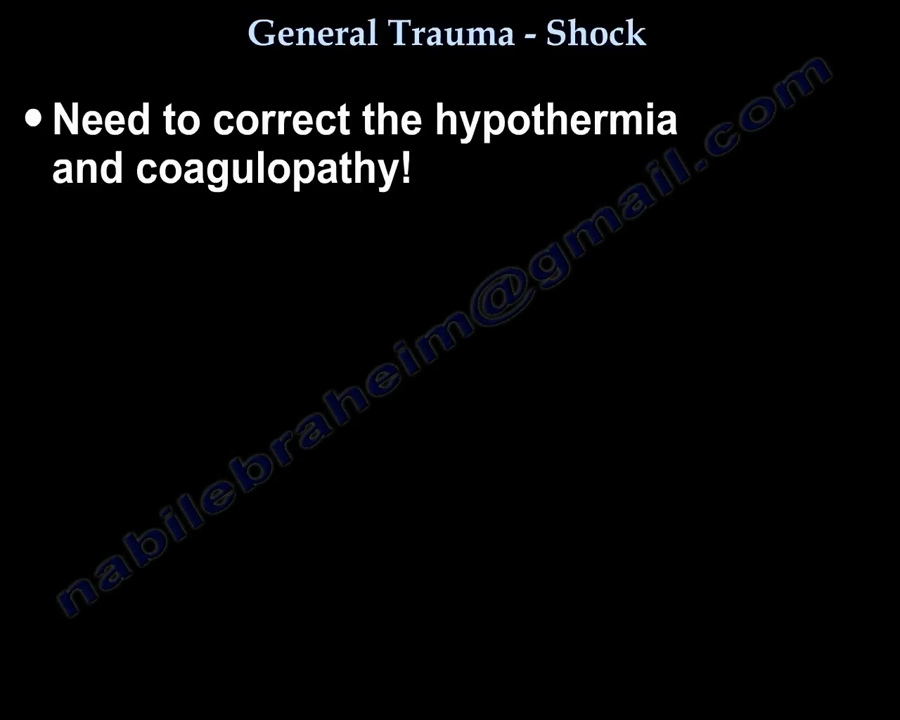 General Trauma - Shock
• Need to correct the hypothermia
and coagulopathy!
nabilebraheim@gmail.com